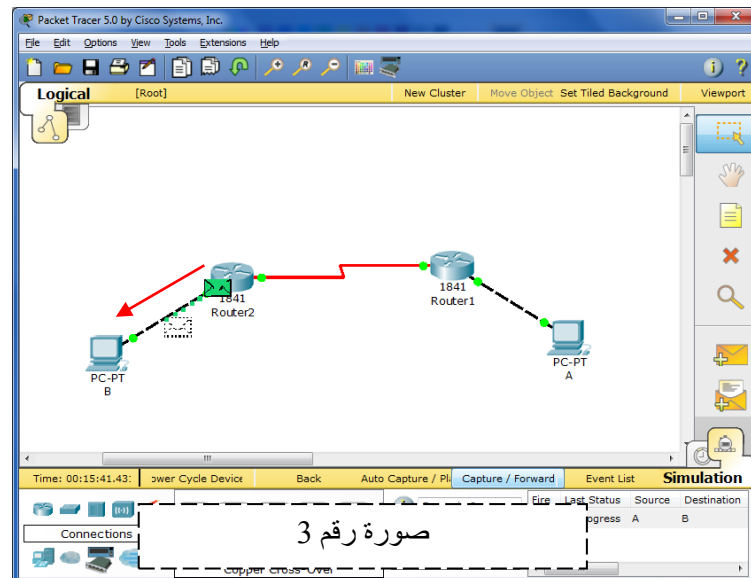 Packet Tracer 5.0 by Cisco Systems, Inc.
File Edit Options View Tools Extensions Help
Logical [Root] New Cluster Move Object Set Tiled Background Viewport
1841
Router2
1841
Router1
PC-PT
B
PC-PT
A
Time: 00:15:41.43: ower Cycle Device Back Auto Capture / Pl Capture / Forward Event List Simulation
Fire Last Status Source Destination
ogress A B
Connections
صورة رقم 3
Copper Cross-Over